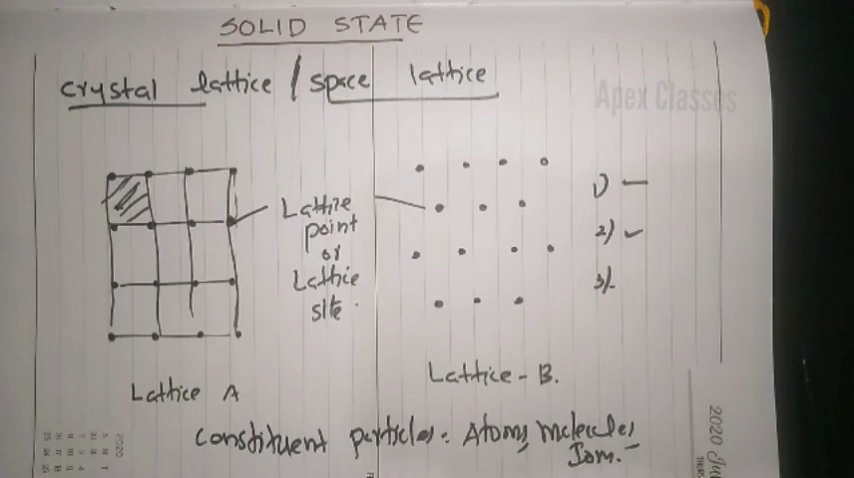 SOLID STATE
Crystal lattice / space lattice
Apex Classes
Lattice
point
or
Lattice
site.
1) —
2) ✓
3)
Lattice A
Lattice - B.
Constituent particles: Atoms, molecules,
Ions.
2020
2020